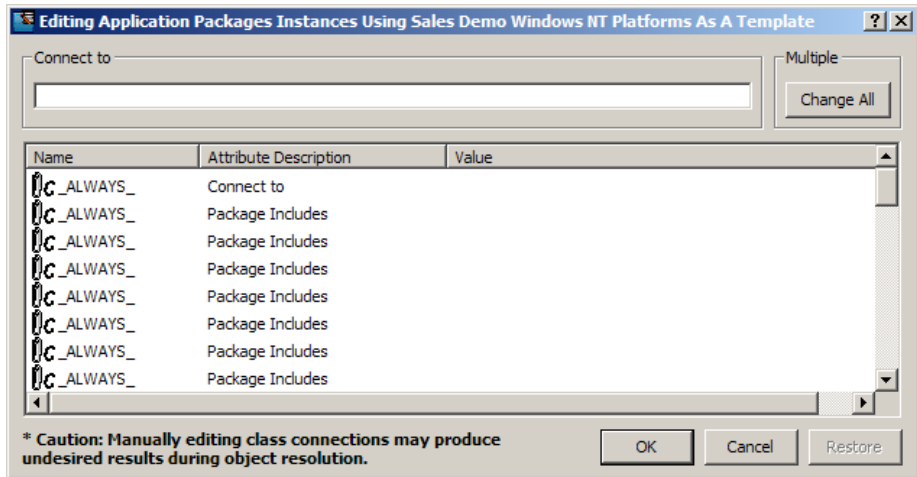 Editing Application Packages Instances Using Sales Demo Windows NT Platforms As A Template
Connect to
Multiple
Change All
Name Attribute Description Value
_ALWAYS_ Connect to
_ALWAYS_ Package Includes
_ALWAYS_ Package Includes
_ALWAYS_ Package Includes
_ALWAYS_ Package Includes
_ALWAYS_ Package Includes
_ALWAYS_ Package Includes
_ALWAYS_ Package Includes
* Caution: Manually editing class connections may produce
undesired results during object resolution.
OK Cancel Restore